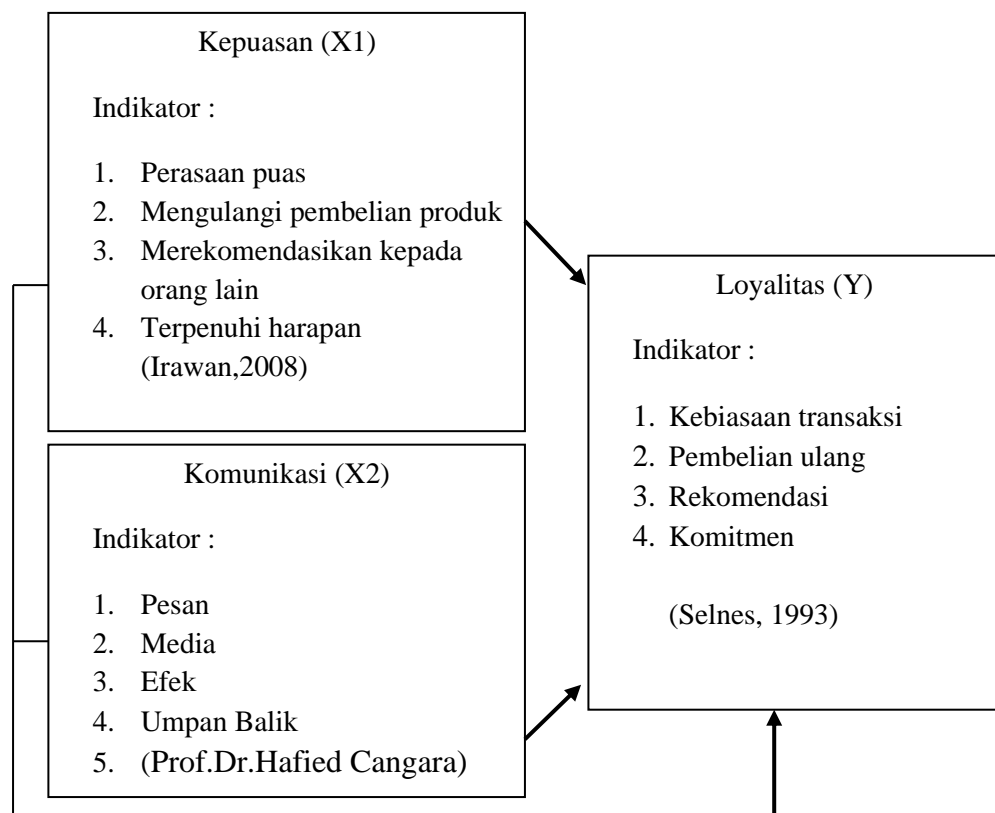 Kepuasan (X1)
Indikator :
1. Perasaan puas
2. Mengulangi pembelian produk
3. Merekomendasikan kepada
orang lain
4. Terpenuhi harapan
(Irawan,2008)
Komunikasi (X2)
Indikator :
1. Pesan
2. Media
3. Efek
4. Umpan Balik
5. (Prof.Dr.Hafied Cangara)
Loyalitas (Y)
Indikator :
1. Kebiasaan transaksi
2. Pembelian ulang
3. Rekomendasi
4. Komitmen
(Selnes, 1993)